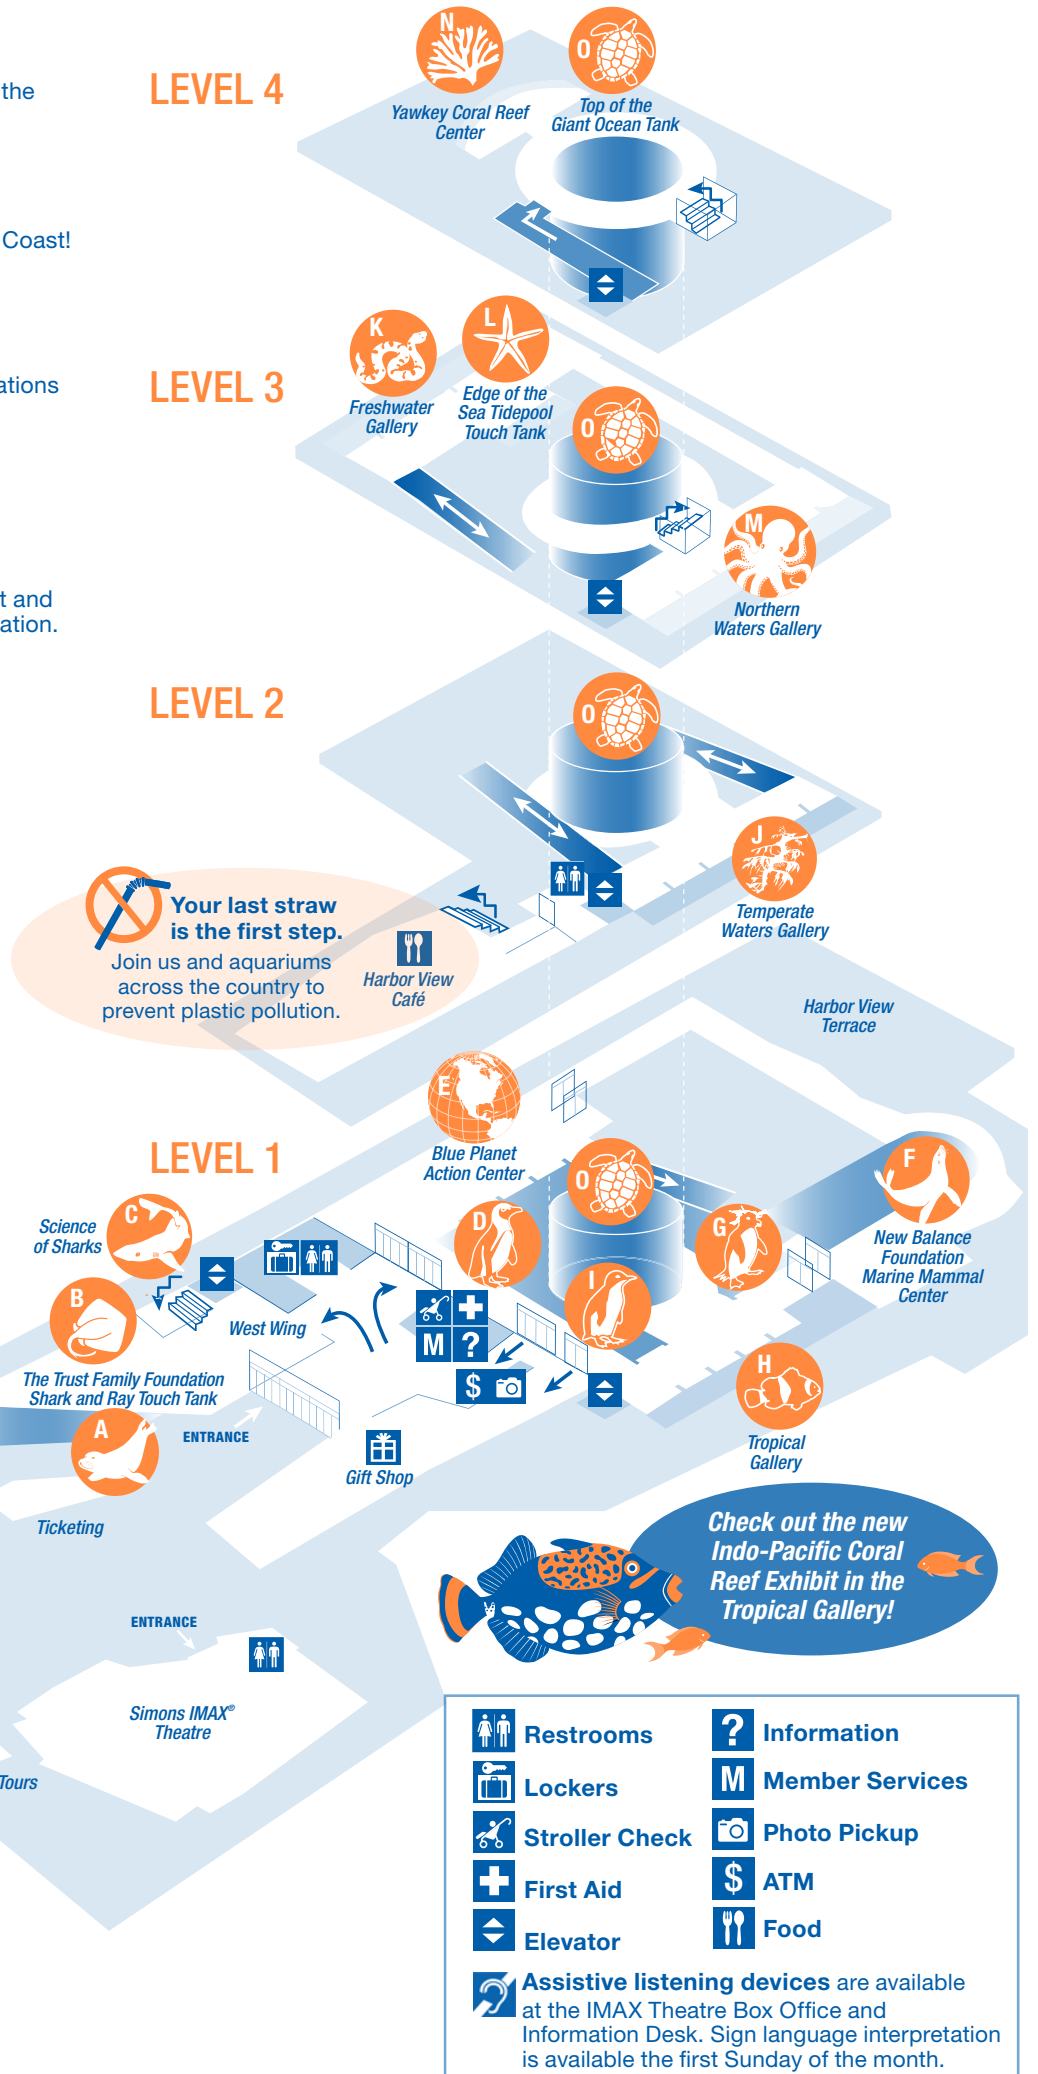 the
Coast!
ations
t and
ation.
LEVEL 4
N
O
Yawkey Coral Reef
Center
Top of the
Giant Ocean Tank
LEVEL 3
K
L
O
M
Freshwater
Gallery
Edge of the
Sea Tidepool
Touch Tank
Northern
Waters Gallery
LEVEL 2
O
J
Temperate
Waters Gallery
Your last straw
is the first step.
Join us and aquariums
across the country to
prevent plastic pollution.
Harbor View
Café
Harbor View
Terrace
LEVEL 1
E
Blue Planet
Action Center
O
F
New Balance
Foundation
Marine Mammal
Center
C
Science
of Sharks
D
G
I
B
West Wing
M
?
$
The Trust Family Foundation
Shark and Ray Touch Tank
A
ENTRANCE
H
Tropical
Gallery
Gift Shop
Ticketing
Check out the new
Indo-Pacific Coral
Reef Exhibit in the
Tropical Gallery!
ENTRANCE
Simons IMAX®
Theatre
Tours
Restrooms
Lockers
Stroller Check
First Aid
Elevator
? Information
M Member Services
Photo Pickup
$ ATM
Food
Assistive listening devices are available
at the IMAX Theatre Box Office and
Information Desk. Sign language interpretation
is available the first Sunday of the month.